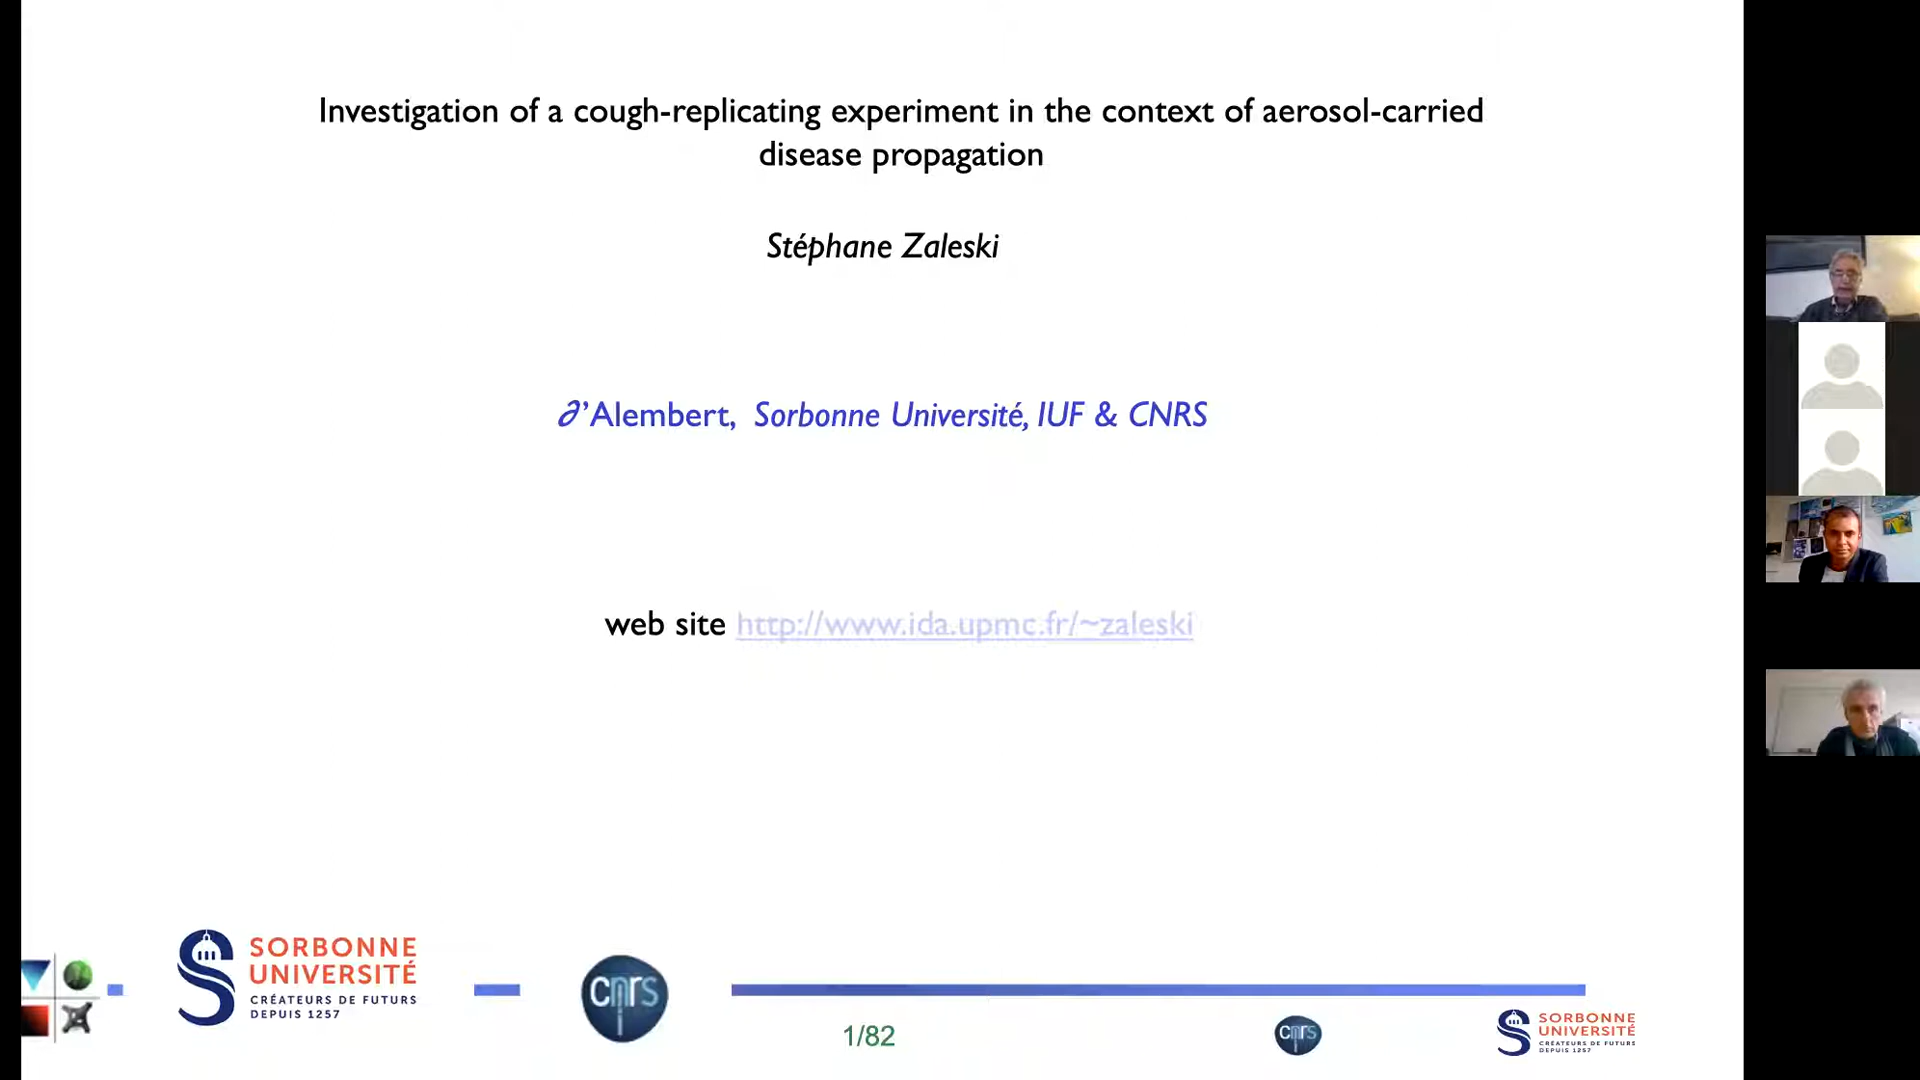 Investigation of a cough-replicating experiment in the context of aerosol-carried
disease propagation
Stéphane Zaleski
∂'Alembert, Sorbonne Université, IUF & CNRS
web site http://www.ida.upmc.fr/~zaleski
SORBONNE
UNIVERSITÉ
CRÉATEURS DE FUTURS
DEPUIS 1257
cnrs
1/82
cnrs
SORBONNE
UNIVERSITÉ
CRÉATEURS DE FUTURS
DEPUIS 1257